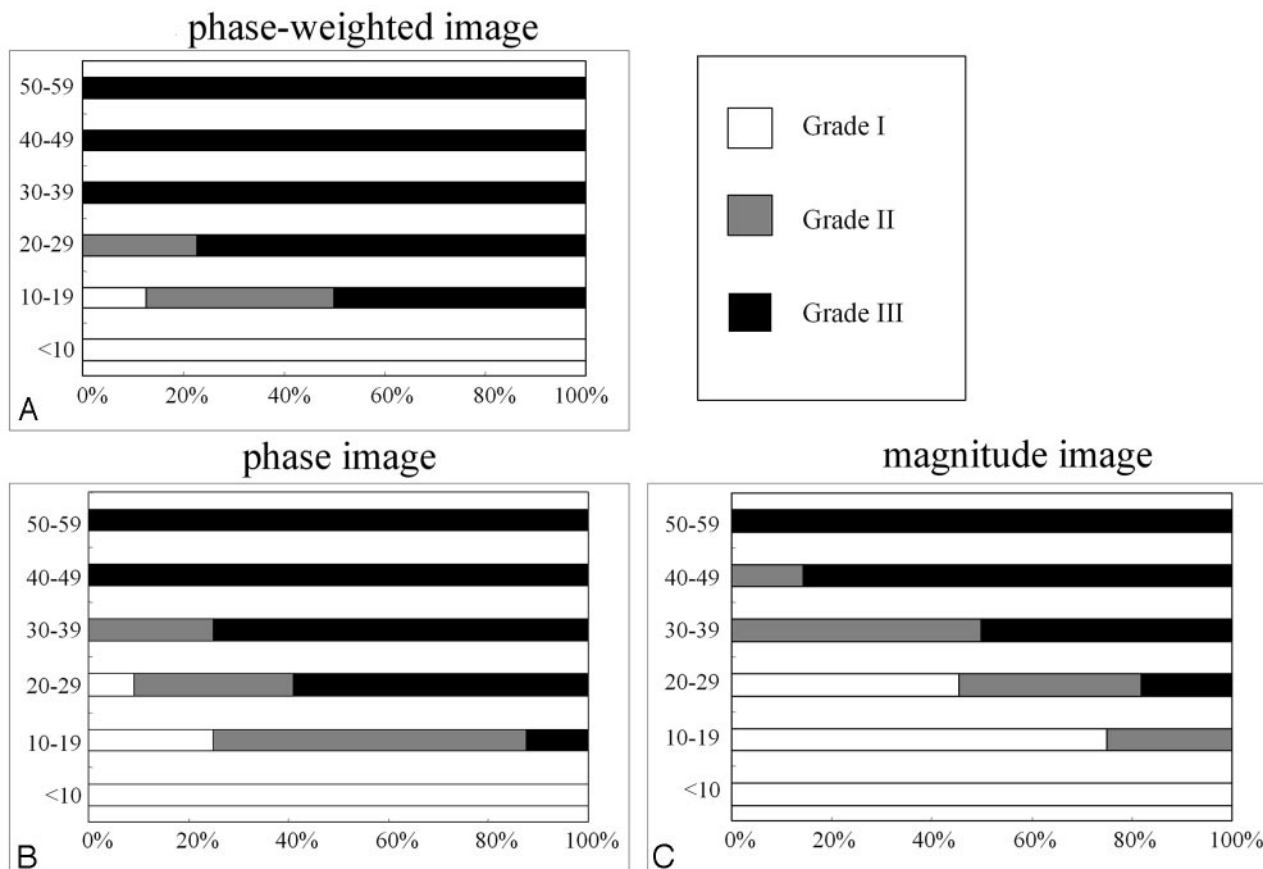 phase-weighted image
50-59
40-49
30-39
20-29
10-19
<10
0% 20% 40% 60% 80% 100%
A
Grade I
Grade II
Grade III
phase image
50-59
40-49
30-39
20-29
10-19
<10
0% 20% 40% 60% 80% 100%
B
magnitude image
50-59
40-49
30-39
20-29
10-19
<10
0% 20% 40% 60% 80% 100%
C